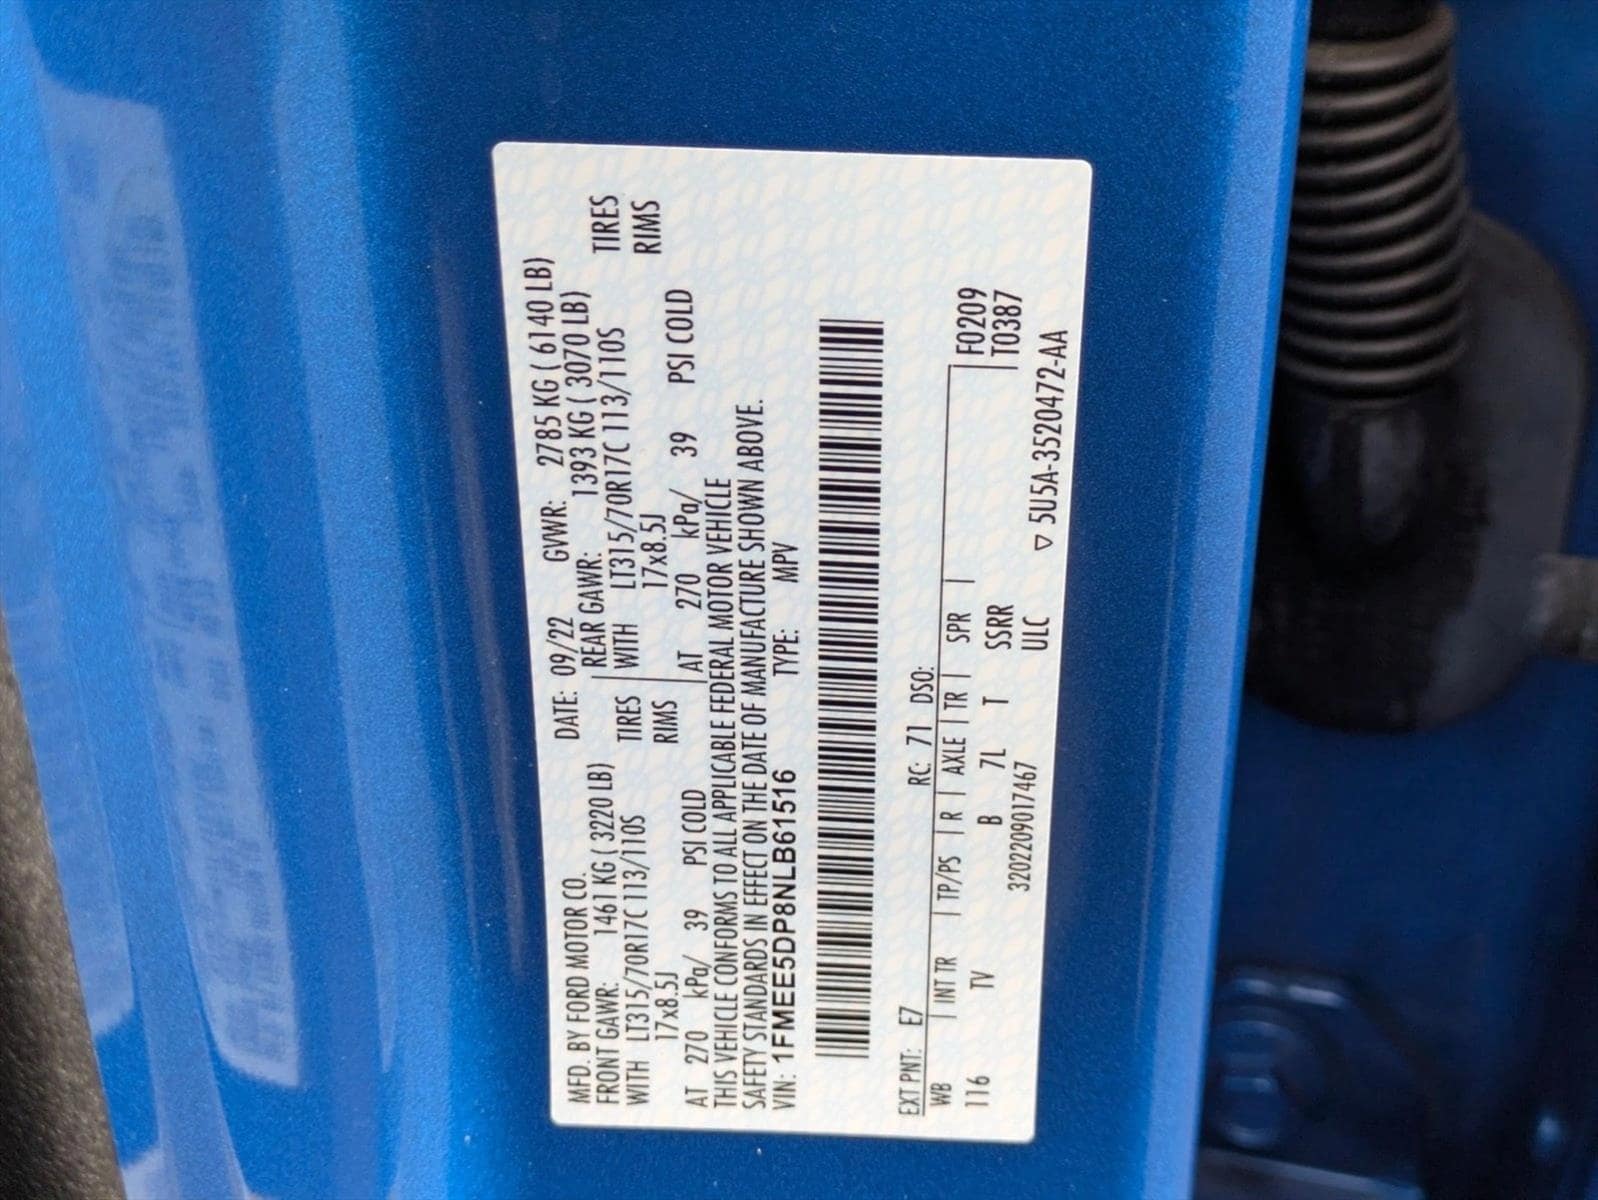 MFD. BY FORD MOTOR CO. DATE: 09/22 GVWR: 2785 KG ( 6140 LB)
FRONT GAWR: 1461 KG ( 3220 LB) REAR GAWR: 1393 KG ( 3070 LB)
WITH LT315/70R17C 113/110S TIRES WITH LT315/70R17C 113/110S TIRES
17x8.5J RIMS 17x8.5J RIMS
AT 270 kPa/ 39 PSI COLD AT 270 kPa/ 39 PSI COLD
THIS VEHICLE CONFORMS TO ALL APPLICABLE FEDERAL MOTOR VEHICLE
SAFETY STANDARDS IN EFFECT ON THE DATE OF MANUFACTURE SHOWN ABOVE.
VIN: 1FMEE5DP8NLB61516 TYPE: MPV
EXT PNT: E7 RC: 71 DSO:
WB INT TR TP/PS R AXLE TR SPR F0209
116 TV B 7L T SSRR T0387
3202209017467 ULC ▽ 5U5A-3520472-AA